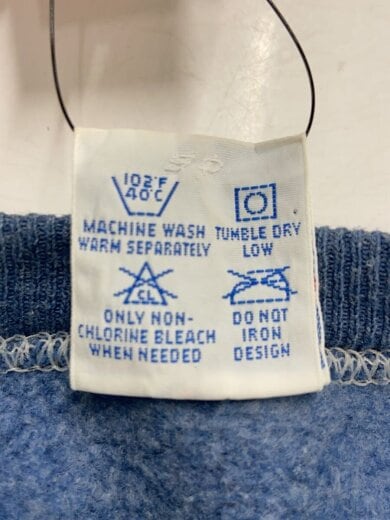 102°F
40°C
MACHINE WASH
WARM SEPARATELY
TUMBLE DRY
LOW
CL
ONLY NON-
CHLORINE BLEACH
WHEN NEEDED
DO NOT
IRON
DESIGN